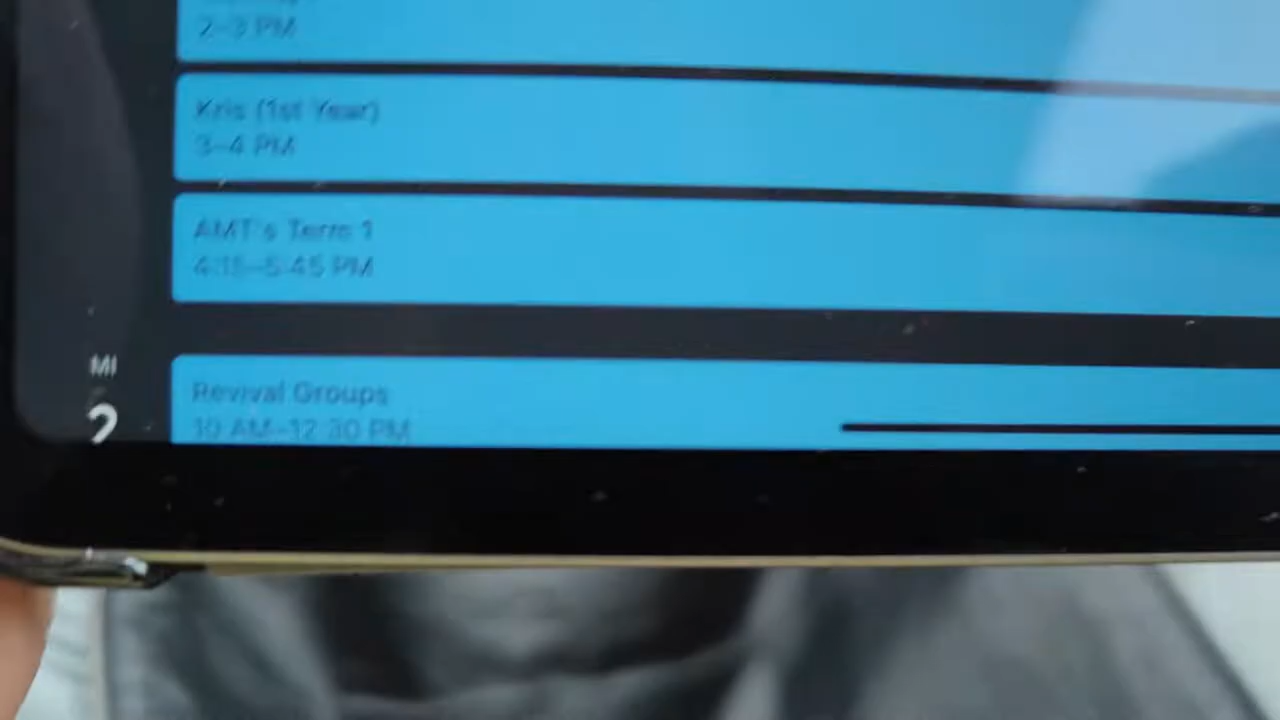 2–3 PM
Kris (1st Year)
3–4 PM
AMT's Term 1
4:15–5:45 PM
MI
2
Revival Groups
10 AM–12:30 PM